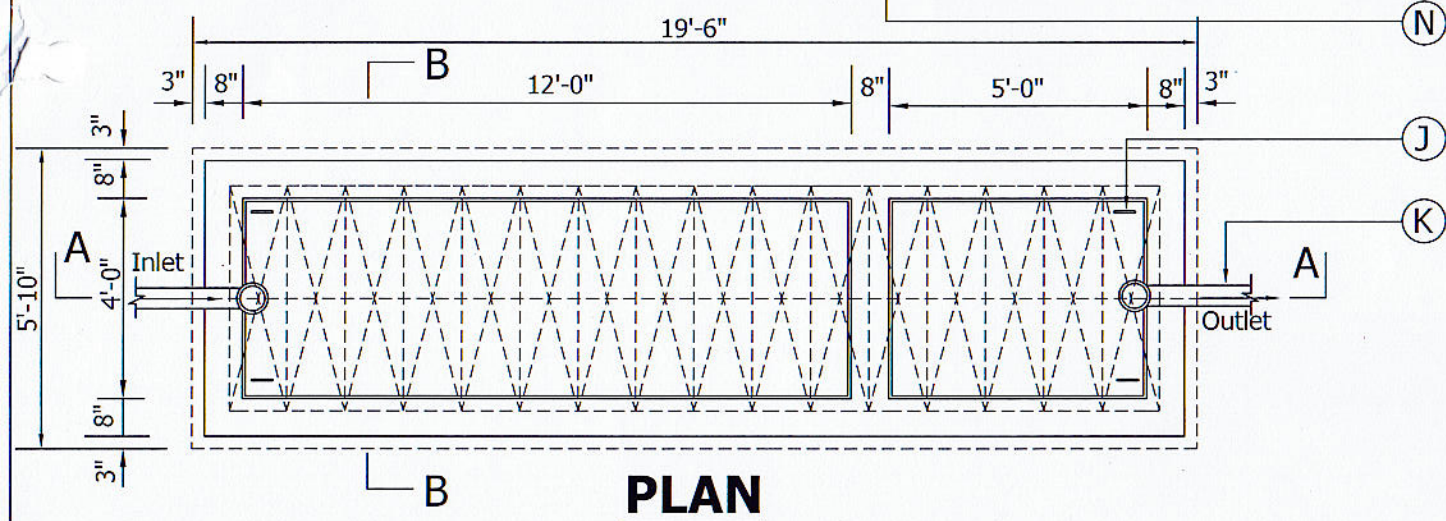 N
19'-6"
B
3"
8"
12'-0"
8"
5'-0"
8"
3"
3"
J
8"
K
A
Inlet
A
4'-0"
5'-10"
Outlet
8"
3"
B
PLAN